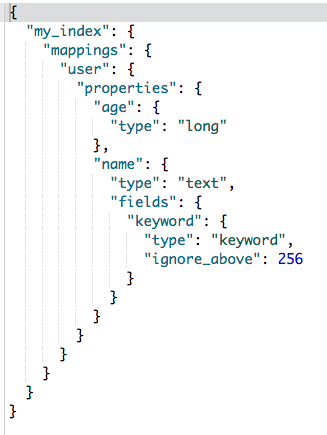 {
  "my_index": {
    "mappings": {
      "user": {
        "properties": {
          "age": {
            "type": "long"
          },
          "name": {
            "type": "text",
            "fields": {
              "keyword": {
                "type": "keyword",
                "ignore_above": 256
              }
            }
          }
        }
      }
    }
  }
}